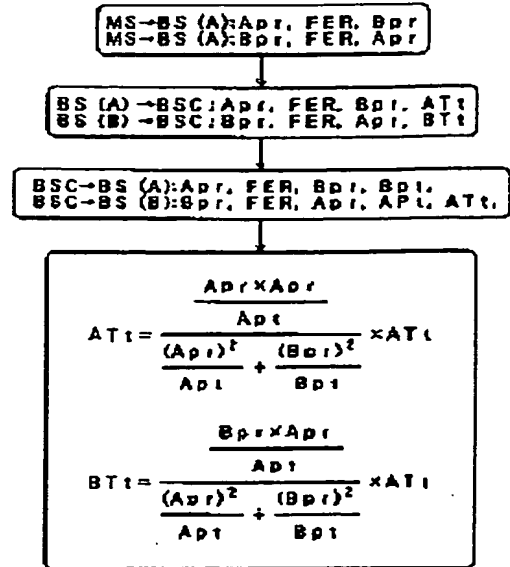 MS→BS (A):Apr, FER, Bpr
MS→BS (A):Bpr, FER, Apr
BS (A) →BSC:Apr, FER, Bpr, ATt
BS (B) →BSC:Bpr, FER, Apr, BTt
BSC→BS (A):Apr, FER, Bpr, Bpt,
BSC→BS (B):Bpr, FER, Apr, APt, ATt,
Apr×Apr
Apt
ATt= ×ATt
(Apr)² + (Bpr)²
Apt Bpt
Bpr×Apr
Apt
BTt= ×ATt
(Apr)² + (Bpr)²
Apt Bpt